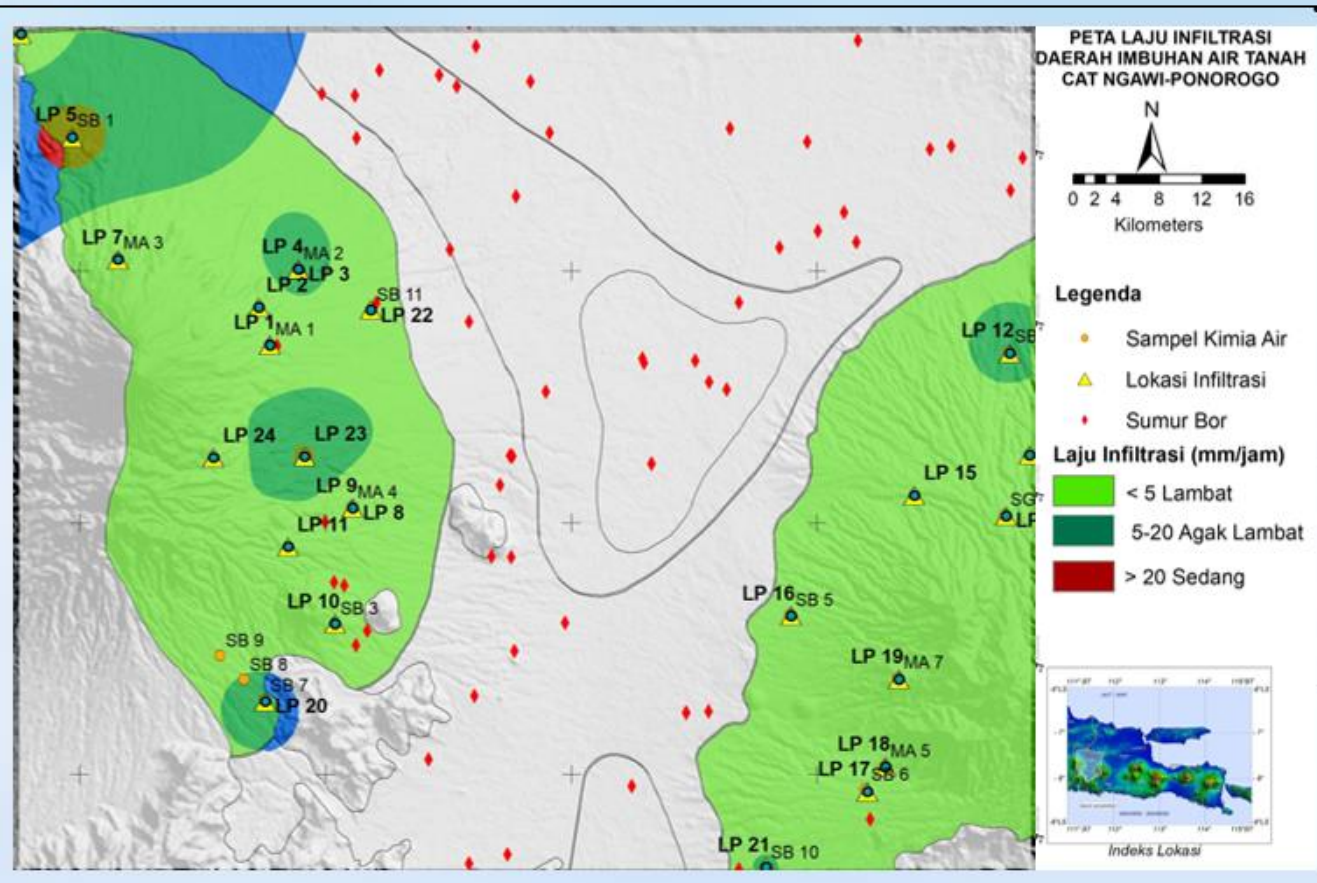 PETA LAJU INFILTRASI
DAERAH IMBUHAN AIR TANAH
CAT NGAWI-PONOROGO
N
0 2 4 8 12 16
Kilometers
Legenda
Sampel Kimia Air
Lokasi Infiltrasi
Sumur Bor
Laju Infiltrasi (mm/jam)
< 5 Lambat
5-20 Agak Lambat
> 20 Sedang
Indeks Lokasi
LP 5 SB 1
LP 7 MA 3
LP 4 MA 2
LP 3
LP 2
SB 11
LP 1 MA 1
LP 22
LP 12 SB
LP 24
LP 23
LP 9 MA 4
LP 15
LP 8
SG
LP 11
LP
LP 10 SB 3
LP 16 SB 5
SB 9
SB 8
LP 19 MA 7
SB 7
LP 20
LP 18 MA 5
LP 17 SB 6
LP 21 SB 10